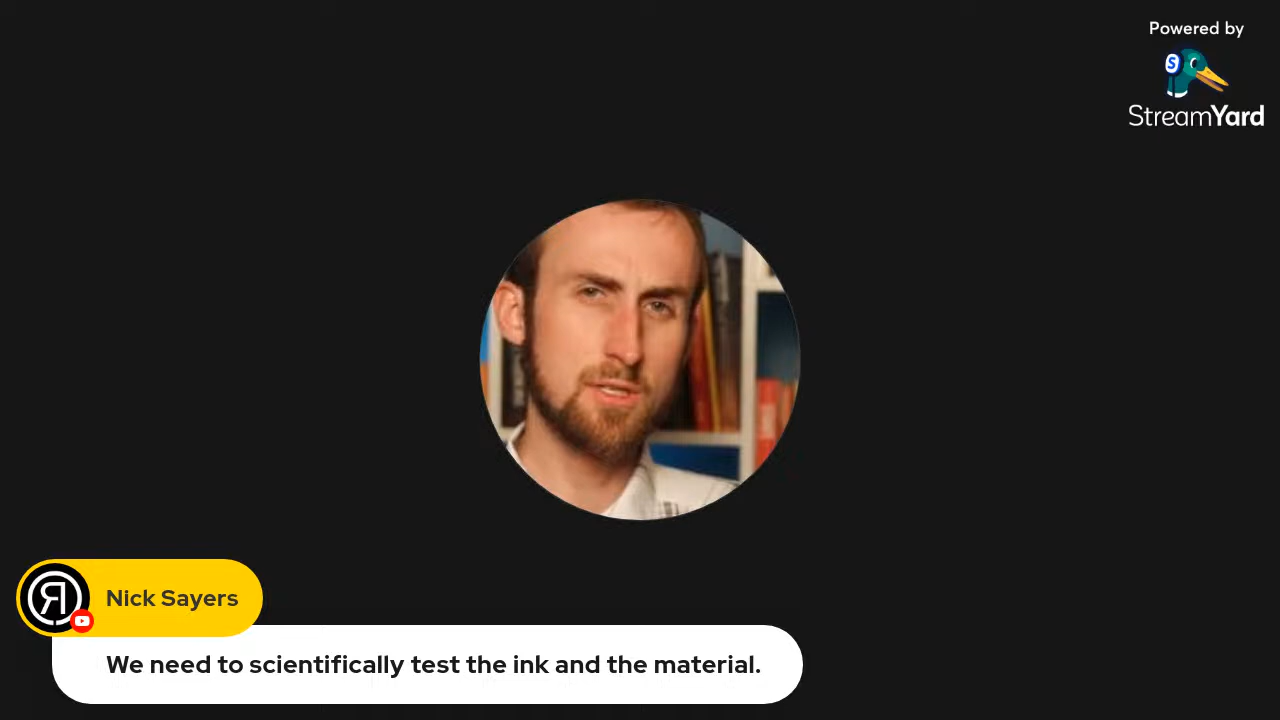 Powered by
S
StreamYard
Nick Sayers
We need to scientifically test the ink and the material.